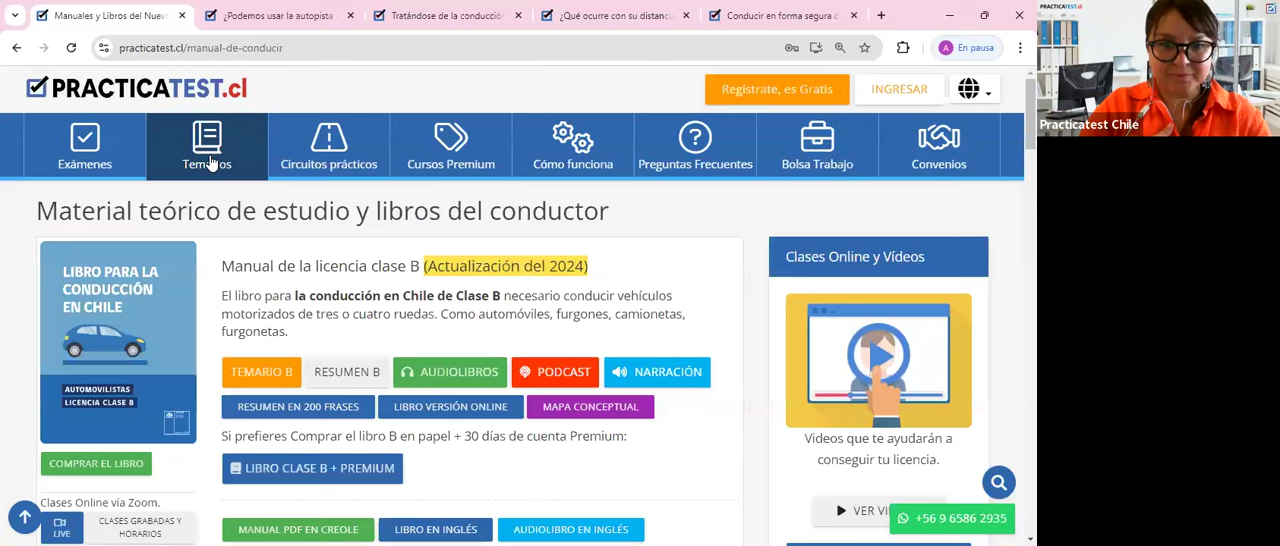 Manuales y Libros del Nuev
¿Podemos usar la autopista
Tratándose de la conducció
¿Qué ocurre con su distanci
Conducir en forma segura c
practicatest.cl/manual-de-conducir
A
En pausa
PRACTICATEST.cl
Regístrate, es Gratis
INGRESAR
Exámenes
Temarios
Circuitos prácticos
Cursos Premium
Cómo funciona
Preguntas Frecuentes
Bolsa Trabajo
Convenios
Material teórico de estudio y libros del conductor
LIBRO PARA LA
CONDUCCIÓN
EN CHILE
AUTOMOVILISTAS
LICENCIA CLASE B
COMPRAR EL LIBRO
Clases Online vía Zoom.
LIVE
CLASES GRABADAS Y
HORARIOS
Manual de la licencia clase B (Actualización del 2024)
El libro para la conducción en Chile de Clase B necesario conducir vehículos
motorizados de tres o cuatro ruedas. Como automóviles, furgones, camionetas,
furgonetas.
TEMARIO B
RESUMEN B
AUDIOLIBROS
PODCAST
NARRACIÓN
RESUMEN EN 200 FRASES
LIBRO VERSIÓN ONLINE
MAPA CONCEPTUAL
Si prefieres Comprar el libro B en papel + 30 días de cuenta Premium:
LIBRO CLASE B + PREMIUM
MANUAL PDF EN CREOLE
LIBRO EN INGLÉS
AUDIOLIBRO EN INGLÉS
Clases Online y Vídeos
Videos que te ayudarán a
conseguir tu licencia.
VER VI
+56 9 6586 2935
PRACTICATEST.cl
Practicatest Chile